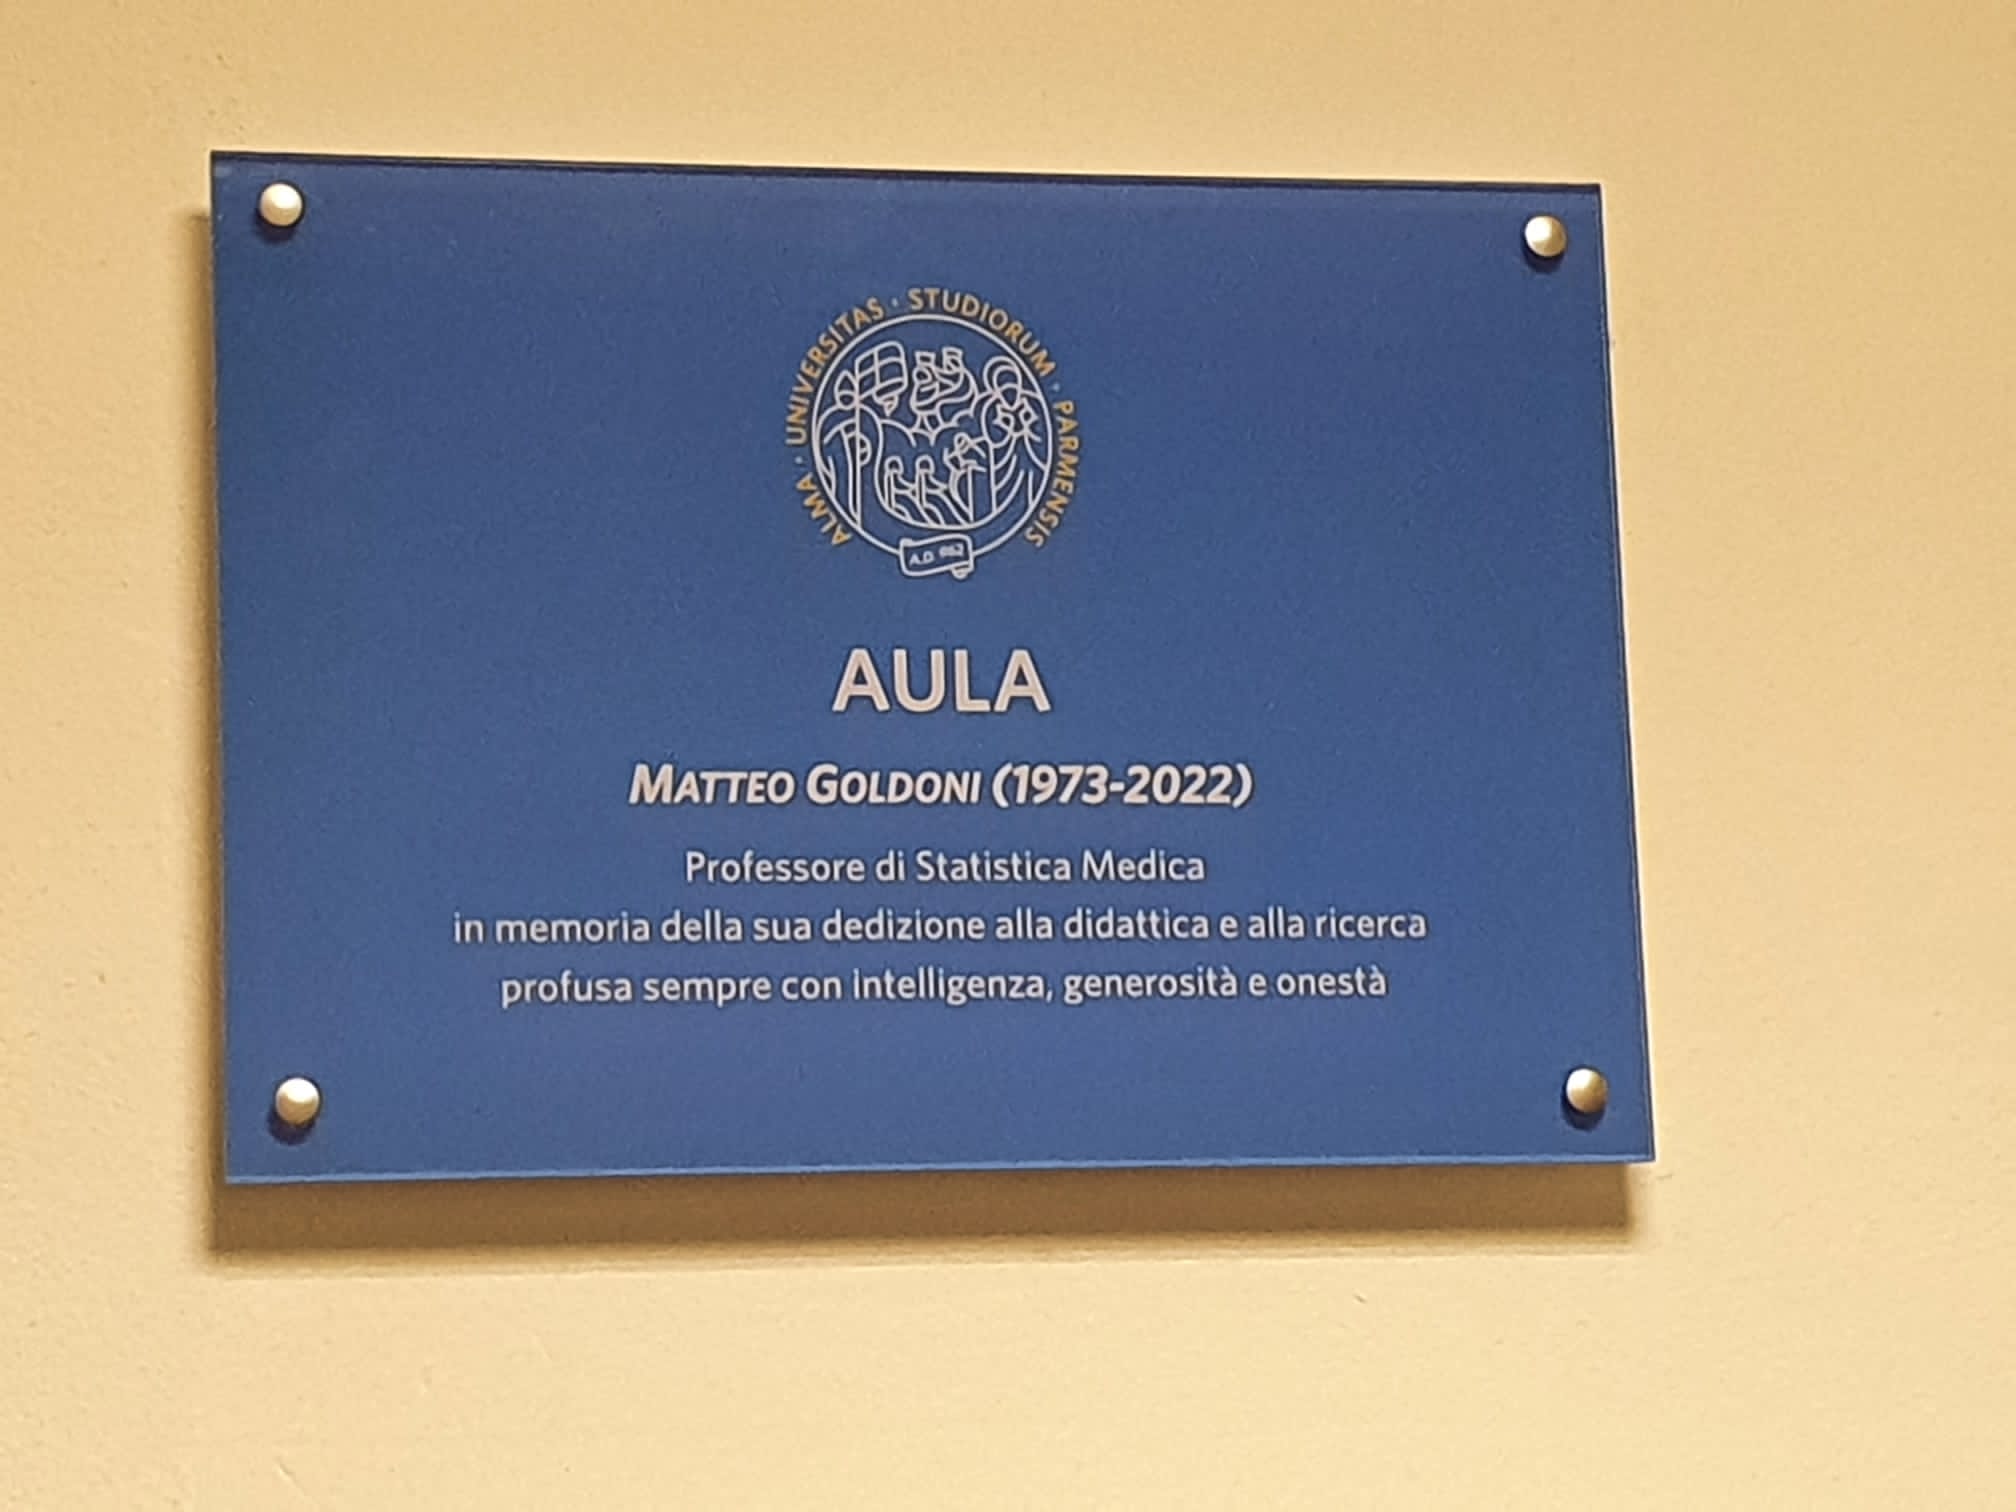 ALMA · UNIVERSITAS · STUDIORUM · PARMENSIS
A.D. 962
AULA
MATTEO GOLDONI (1973-2022)
Professore di Statistica Medica
in memoria della sua dedizione alla didattica e alla ricerca
profusa sempre con intelligenza, generosità e onestà